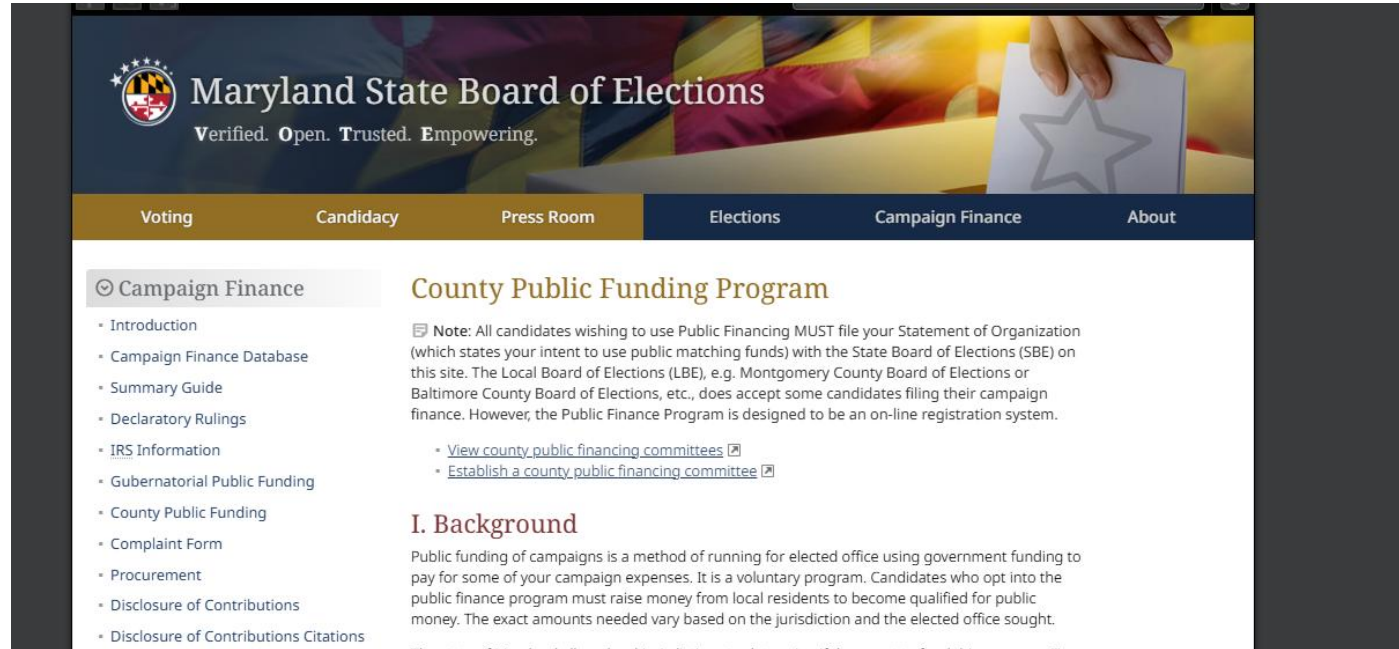 Maryland State Board of Elections
Verified. Open. Trusted. Empowering.
Voting Candidacy Press Room Elections Campaign Finance About
Campaign Finance
Introduction
Campaign Finance Database
Summary Guide
Declaratory Rulings
IRS Information
Gubernatorial Public Funding
County Public Funding
Complaint Form
Procurement
Disclosure of Contributions
Disclosure of Contributions Citations
County Public Funding Program
Note: All candidates wishing to use Public Financing MUST file your Statement of Organization
(which states your intent to use public matching funds) with the State Board of Elections (SBE) on
this site. The Local Board of Elections (LBE), e.g. Montgomery County Board of Elections or
Baltimore County Board of Elections, etc., does accept some candidates filing their campaign
finance. However, the Public Finance Program is designed to be an on-line registration system.
View county public financing committees
Establish a county public financing committee
I. Background
Public funding of campaigns is a method of running for elected office using government funding to
pay for some of your campaign expenses. It is a voluntary program. Candidates who opt into the
public finance program must raise money from local residents to become qualified for public
money. The exact amounts needed vary based on the jurisdiction and the elected office sought.